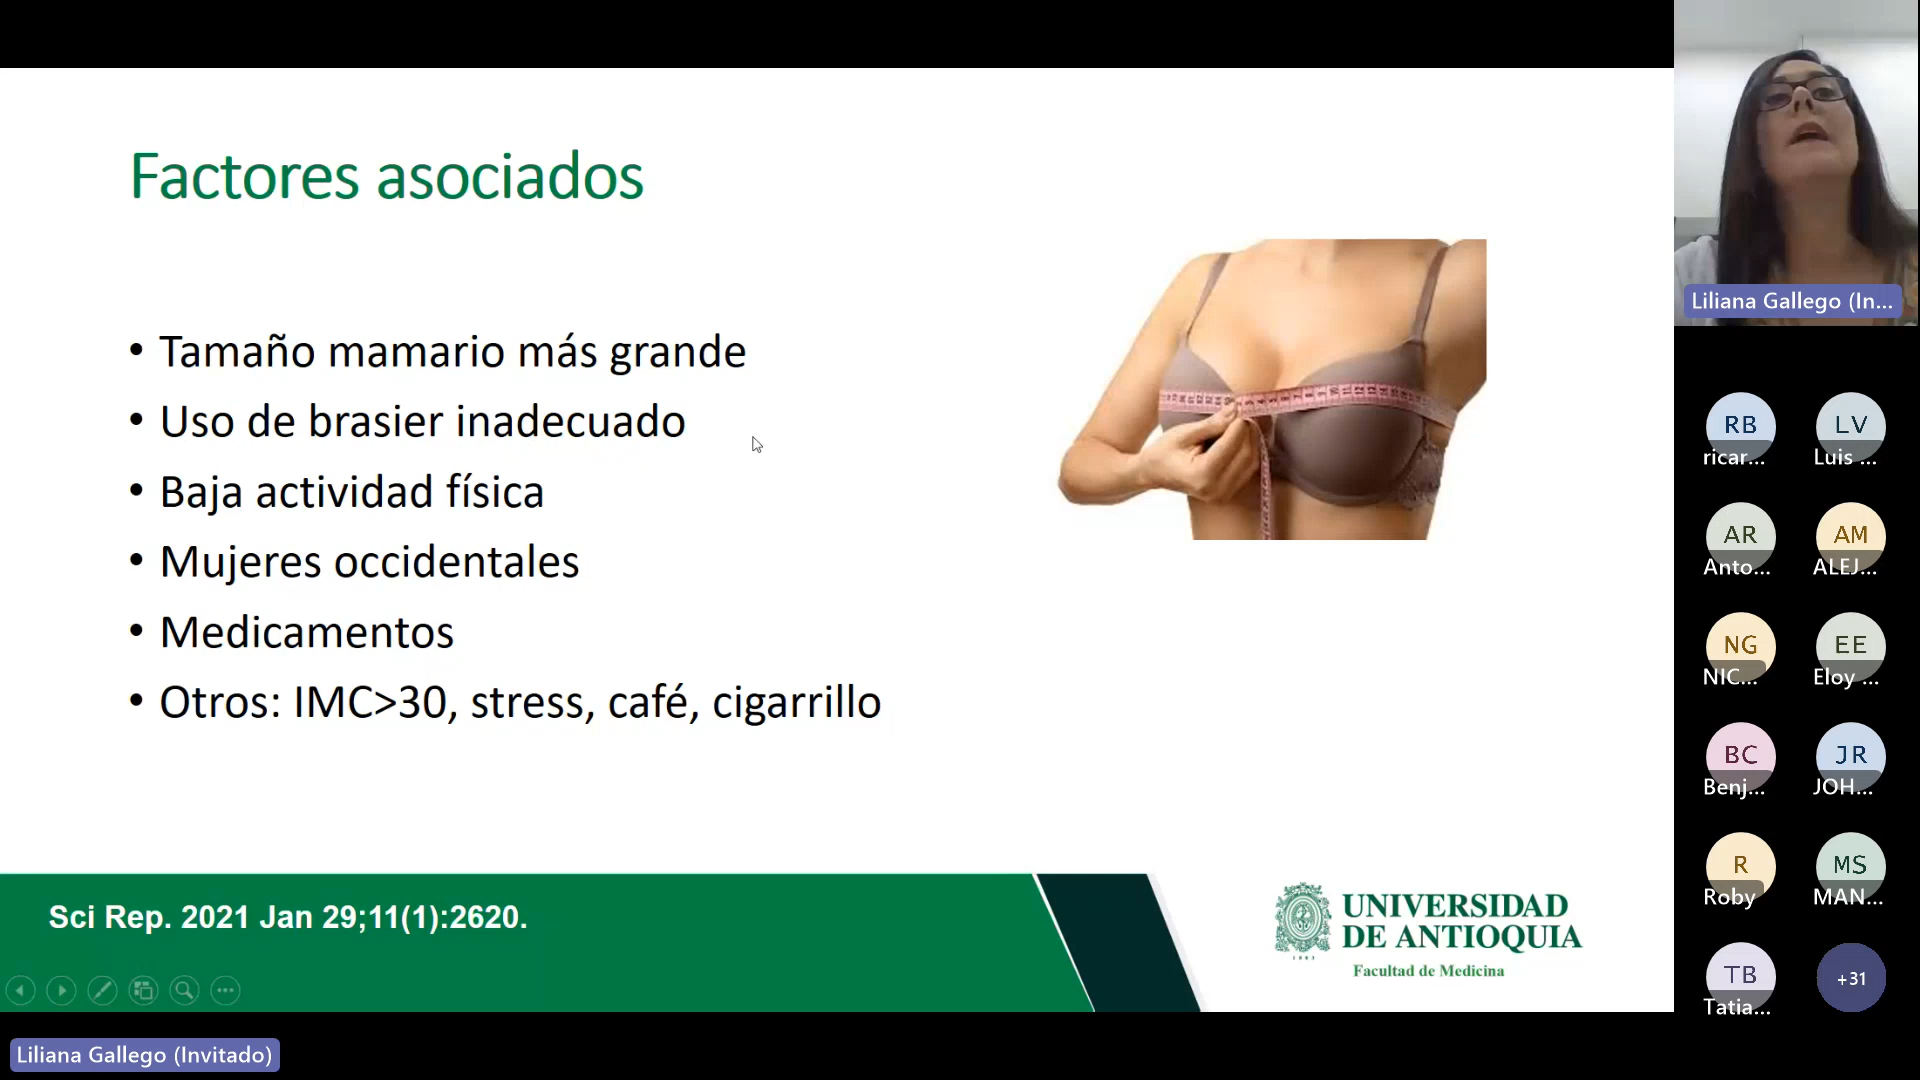 Factores asociados
• Tamaño mamario más grande
• Uso de brasier inadecuado
• Baja actividad física
• Mujeres occidentales
• Medicamentos
• Otros: IMC>30, stress, café, cigarrillo
Sci Rep. 2021 Jan 29;11(1):2620.
UNIVERSIDAD
DE ANTIOQUIA
1803
Facultad de Medicina
Liliana Gallego (Invitado)
Liliana Gallego (In...
RB
ricar...
LV
Luis ...
AR
Anto...
AM
ALEJ...
NG
NIC...
EE
Eloy ...
BC
Benj...
JR
JOH...
R
Roby
MS
MAN...
TB
Tatia...
+31